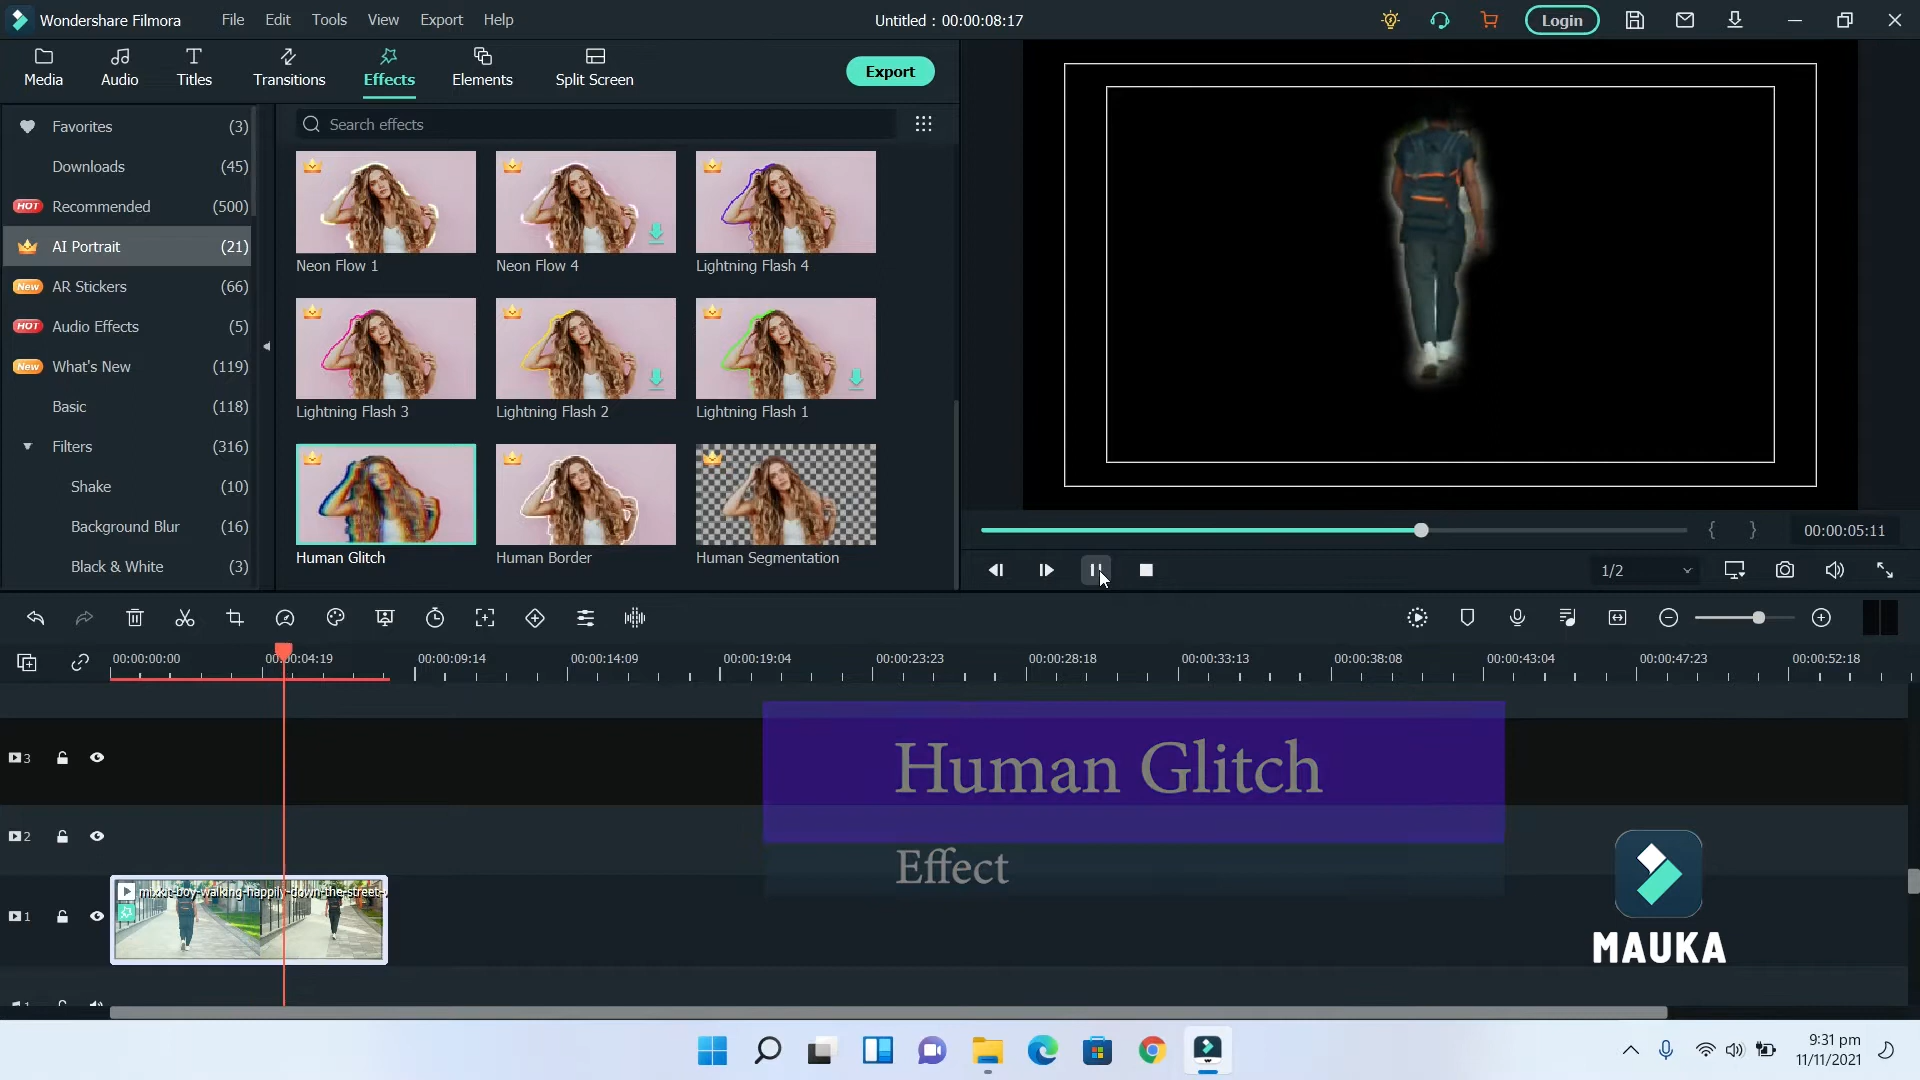 Wondershare Filmora
File Edit Tools View Export Help
Untitled : 00:00:08:17
Login
Media Audio Titles Transitions Effects Elements Split Screen
Export
Favorites (3)
Downloads (45)
HOT Recommended (500)
AI Portrait (21)
New AR Stickers (66)
HOT Audio Effects (5)
New What's New (119)
Basic (118)
Filters (316)
Shake (10)
Background Blur (16)
Black & White (3)
Search effects
Neon Flow 1 Neon Flow 4 Lightning Flash 4
Lightning Flash 3 Lightning Flash 2 Lightning Flash 1
Human Glitch Human Border Human Segmentation
{ } 00:00:05:11
1/2
00:00:00:00 00:00:04:19 00:00:09:14 00:00:14:09 00:00:19:04 00:00:23:23 00:00:28:18 00:00:33:13 00:00:38:08 00:00:43:04 00:00:47:23 00:00:52:18
3
2
1
mixkit-boy-walking-happily-down-the-street-
Human Glitch
Effect
MAUKA
9:31 pm
11/11/2021